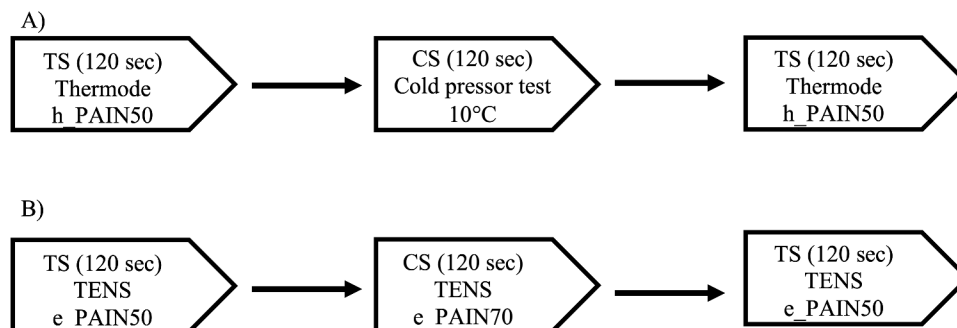 A)
TS (120 sec)
Thermode
h_PAIN50
CS (120 sec)
Cold pressor test
10°C
TS (120 sec)
Thermode
h_PAIN50
B)
TS (120 sec)
TENS
e_PAIN50
CS (120 sec)
TENS
e_PAIN70
TS (120 sec)
TENS
e_PAIN50